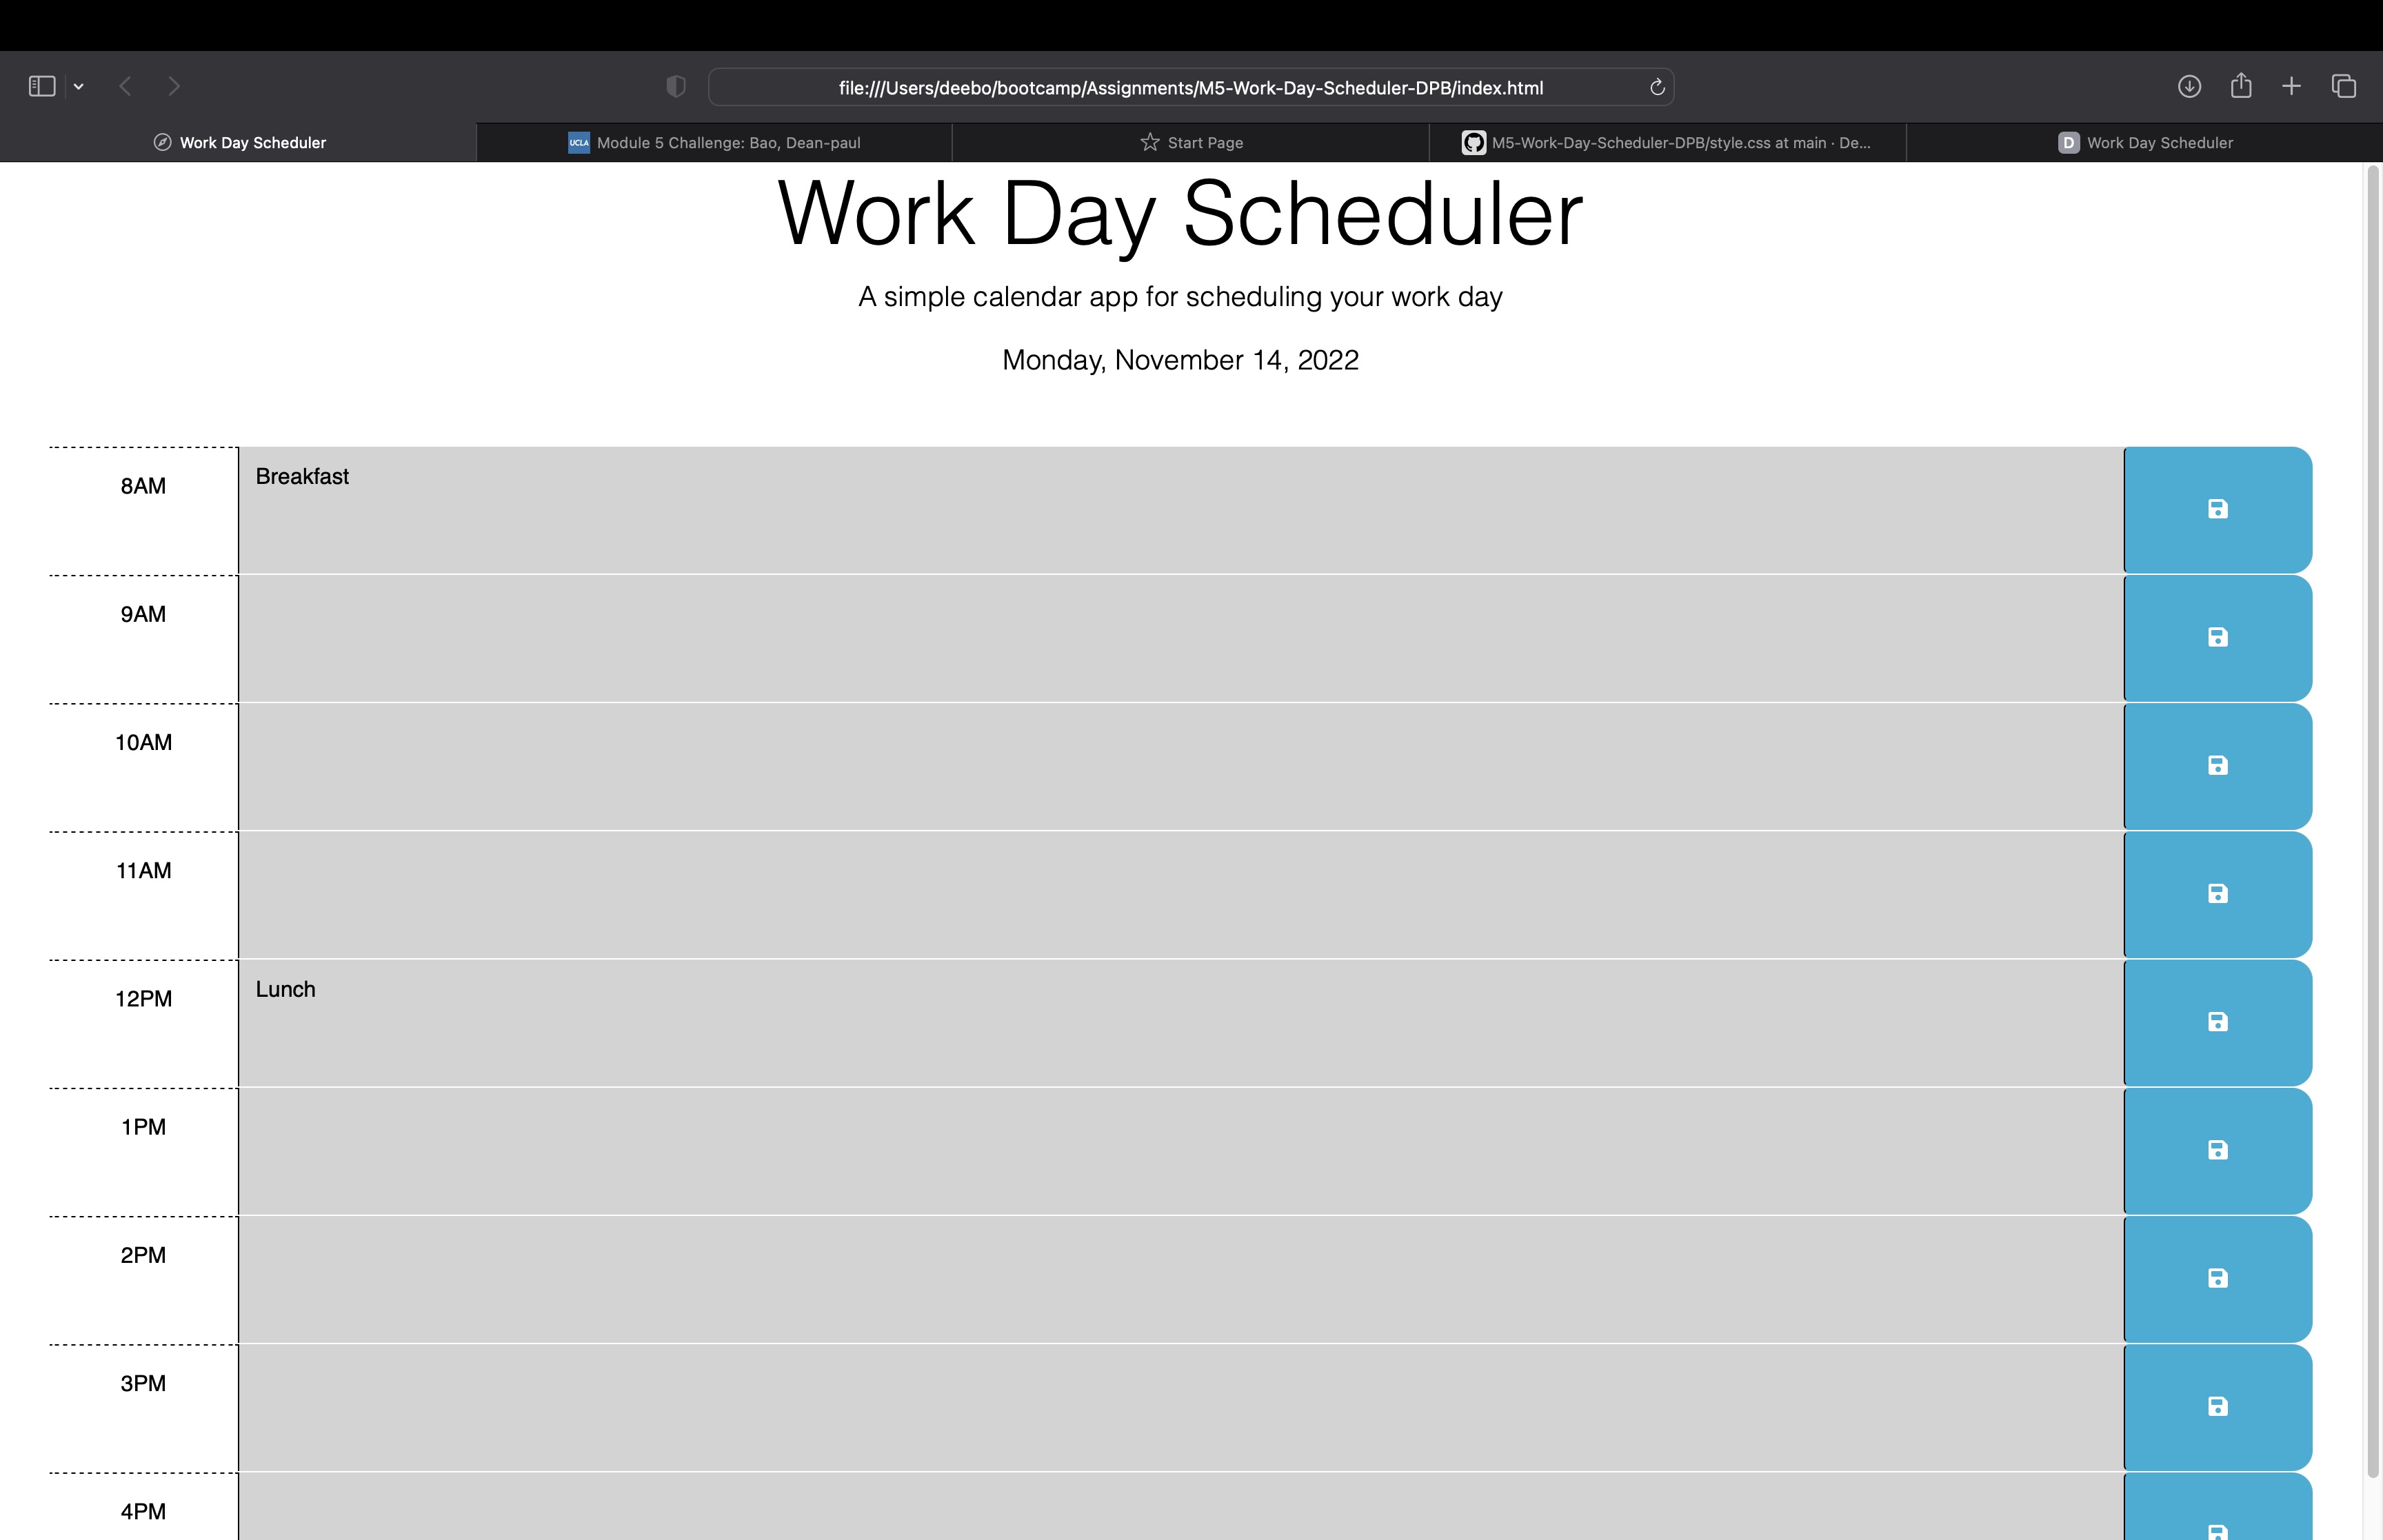 file:///Users/deebo/bootcamp/Assignments/M5-Work-Day-Scheduler-DPB/index.html
Work Day Scheduler
UCLA Module 5 Challenge: Bao, Dean-paul
Start Page
M5-Work-Day-Scheduler-DPB/style.css at main · De...
D Work Day Scheduler
Work Day Scheduler
A simple calendar app for scheduling your work day
Monday, November 14, 2022
8AM
Breakfast
9AM
10AM
11AM
12PM
Lunch
1PM
2PM
3PM
4PM